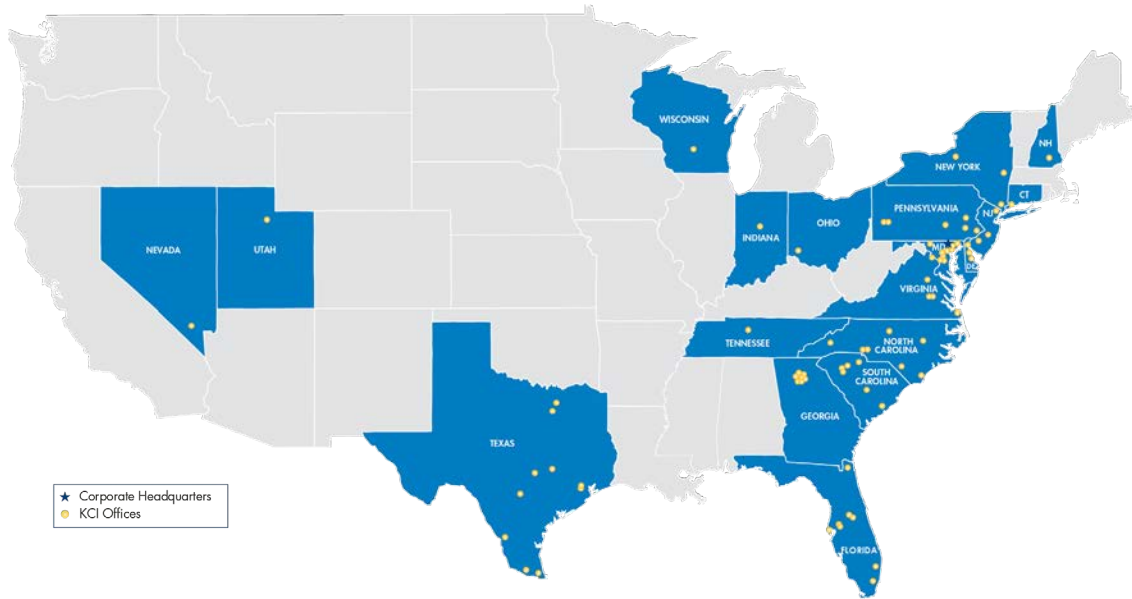 WISCONSIN
NH
NEW YORK
CT
PENNSYLVANIA
NJ
OHIO
INDIANA
MD
DE
NEVADA
UTAH
VIRGINIA
TENNESSEE
NORTH
CAROLINA
SOUTH
CAROLINA
GEORGIA
TEXAS
Corporate Headquarters
KCI Offices
FLORIDA